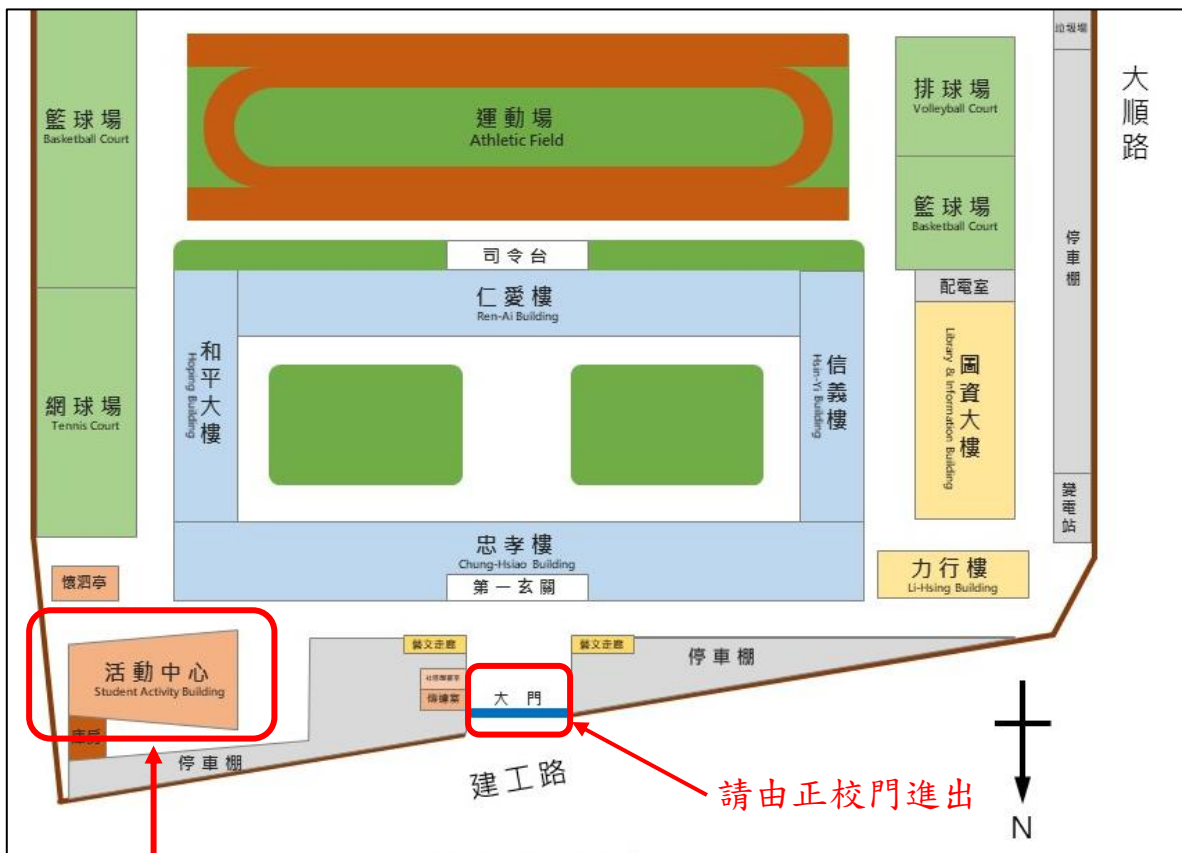 垃圾場
大順路
籃球場
Basketball Court
運動場
Athletic Field
排球場
Volleyball Court
籃球場
Basketball Court
停車棚
司令台
配電室
仁愛樓
Ren-Ai Building
和平大樓
Hoping Building
信義樓
Hsin-Yi Building
圖資大樓
Library & Information Building
網球場
Tennis Court
變電站
忠孝樓
Chung-Hsiao Building
第一玄關
力行樓
Li-Hsing Building
懷泗亭
活動中心
Student Activity Building
藝文走廊
藝文走廊
停車棚
傳達室
大門
庫房
停車棚
建工路
請由正校門進出
N